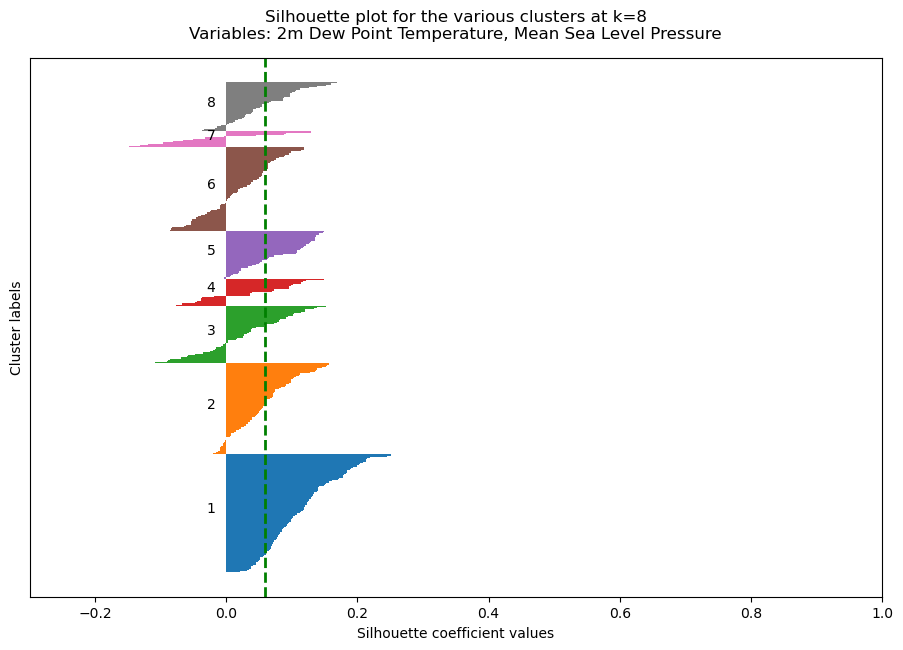 Silhouette plot for the various clusters at k=8
Variables: 2m Dew Point Temperature, Mean Sea Level Pressure
8
7
6
5
4
3
2
1
Cluster labels
−0.2 0.0 0.2 0.4 0.6 0.8 1.0
Silhouette coefficient values